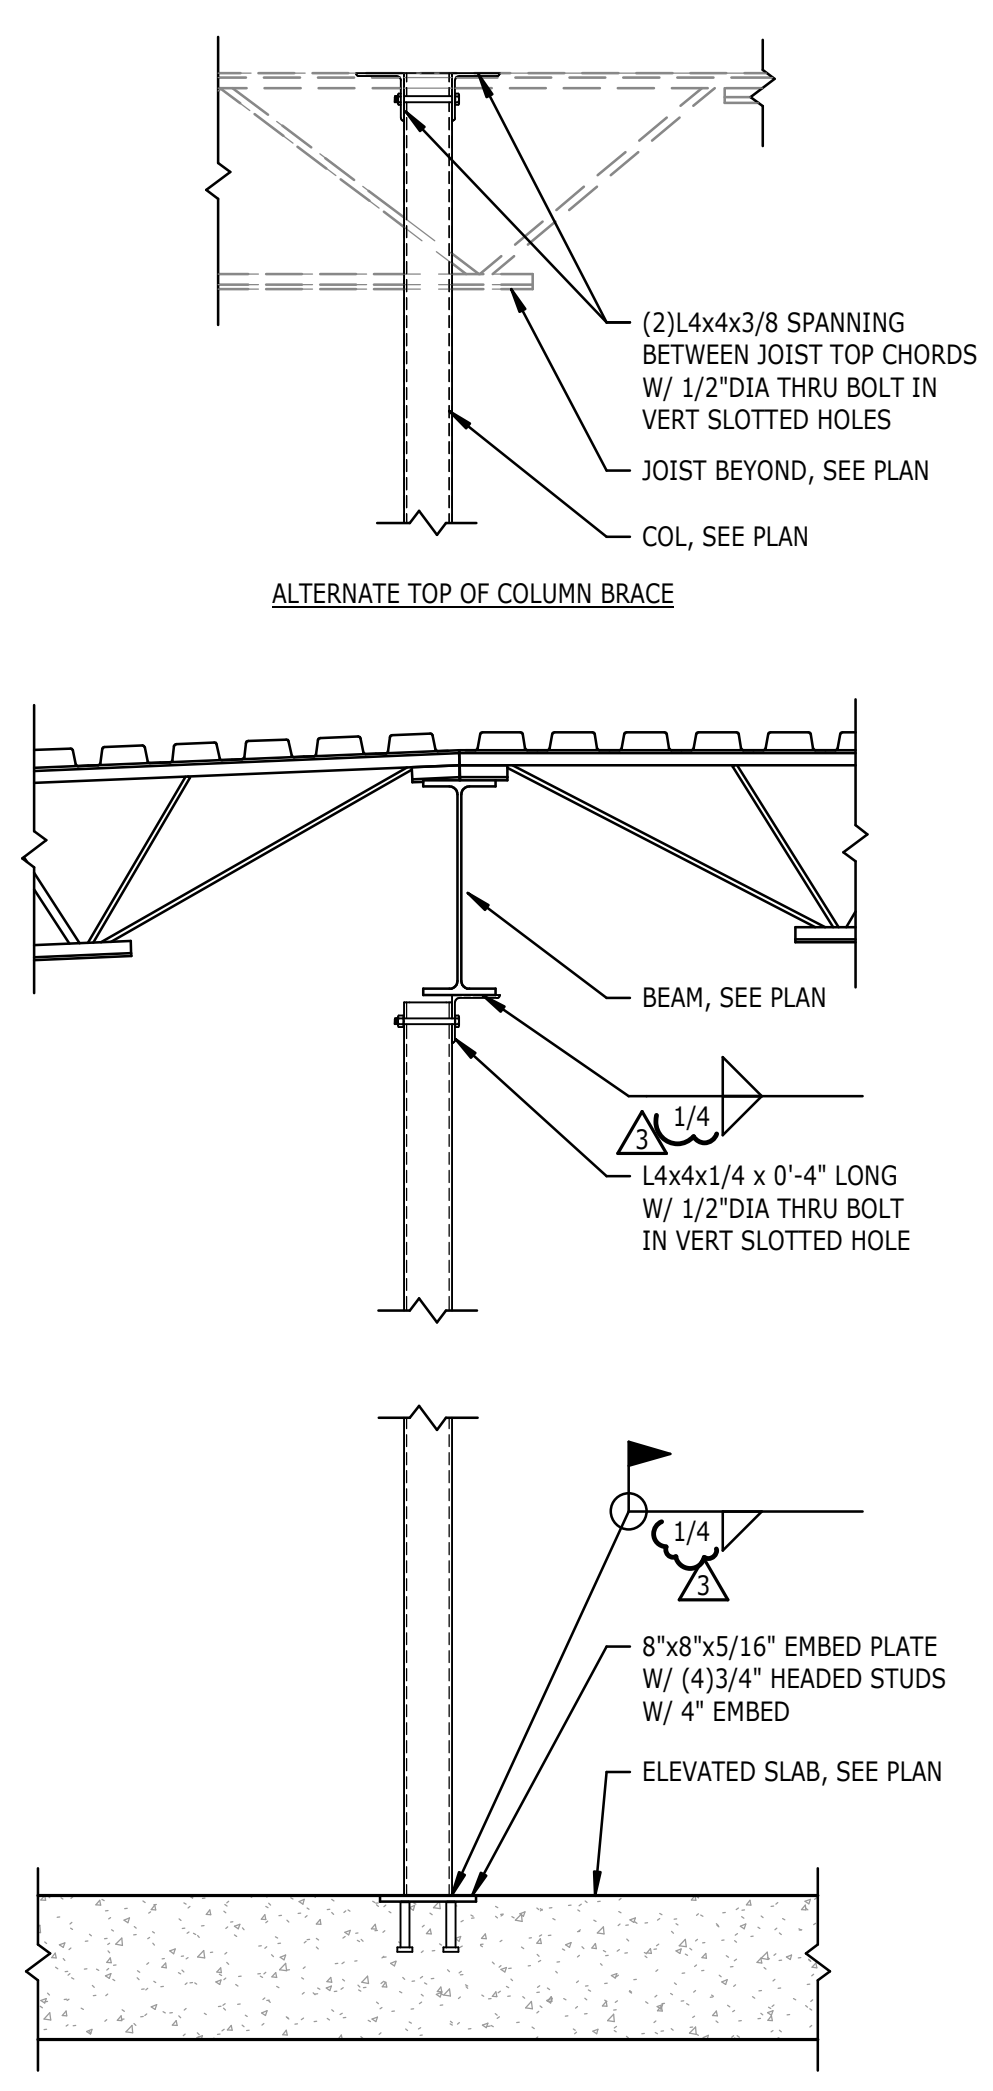 (2)L4x4x3/8 SPANNING
BETWEEN JOIST TOP CHORDS
W/ 1/2"DIA THRU BOLT IN
VERT SLOTTED HOLES
JOIST BEYOND, SEE PLAN
COL, SEE PLAN
ALTERNATE TOP OF COLUMN BRACE
BEAM, SEE PLAN
1/4
3
L4x4x1/4 x 0'-4" LONG
W/ 1/2"DIA THRU BOLT
IN VERT SLOTTED HOLE
1/4
3
8"x8"x5/16" EMBED PLATE
W/ (4)3/4" HEADED STUDS
W/ 4" EMBED
ELEVATED SLAB, SEE PLAN